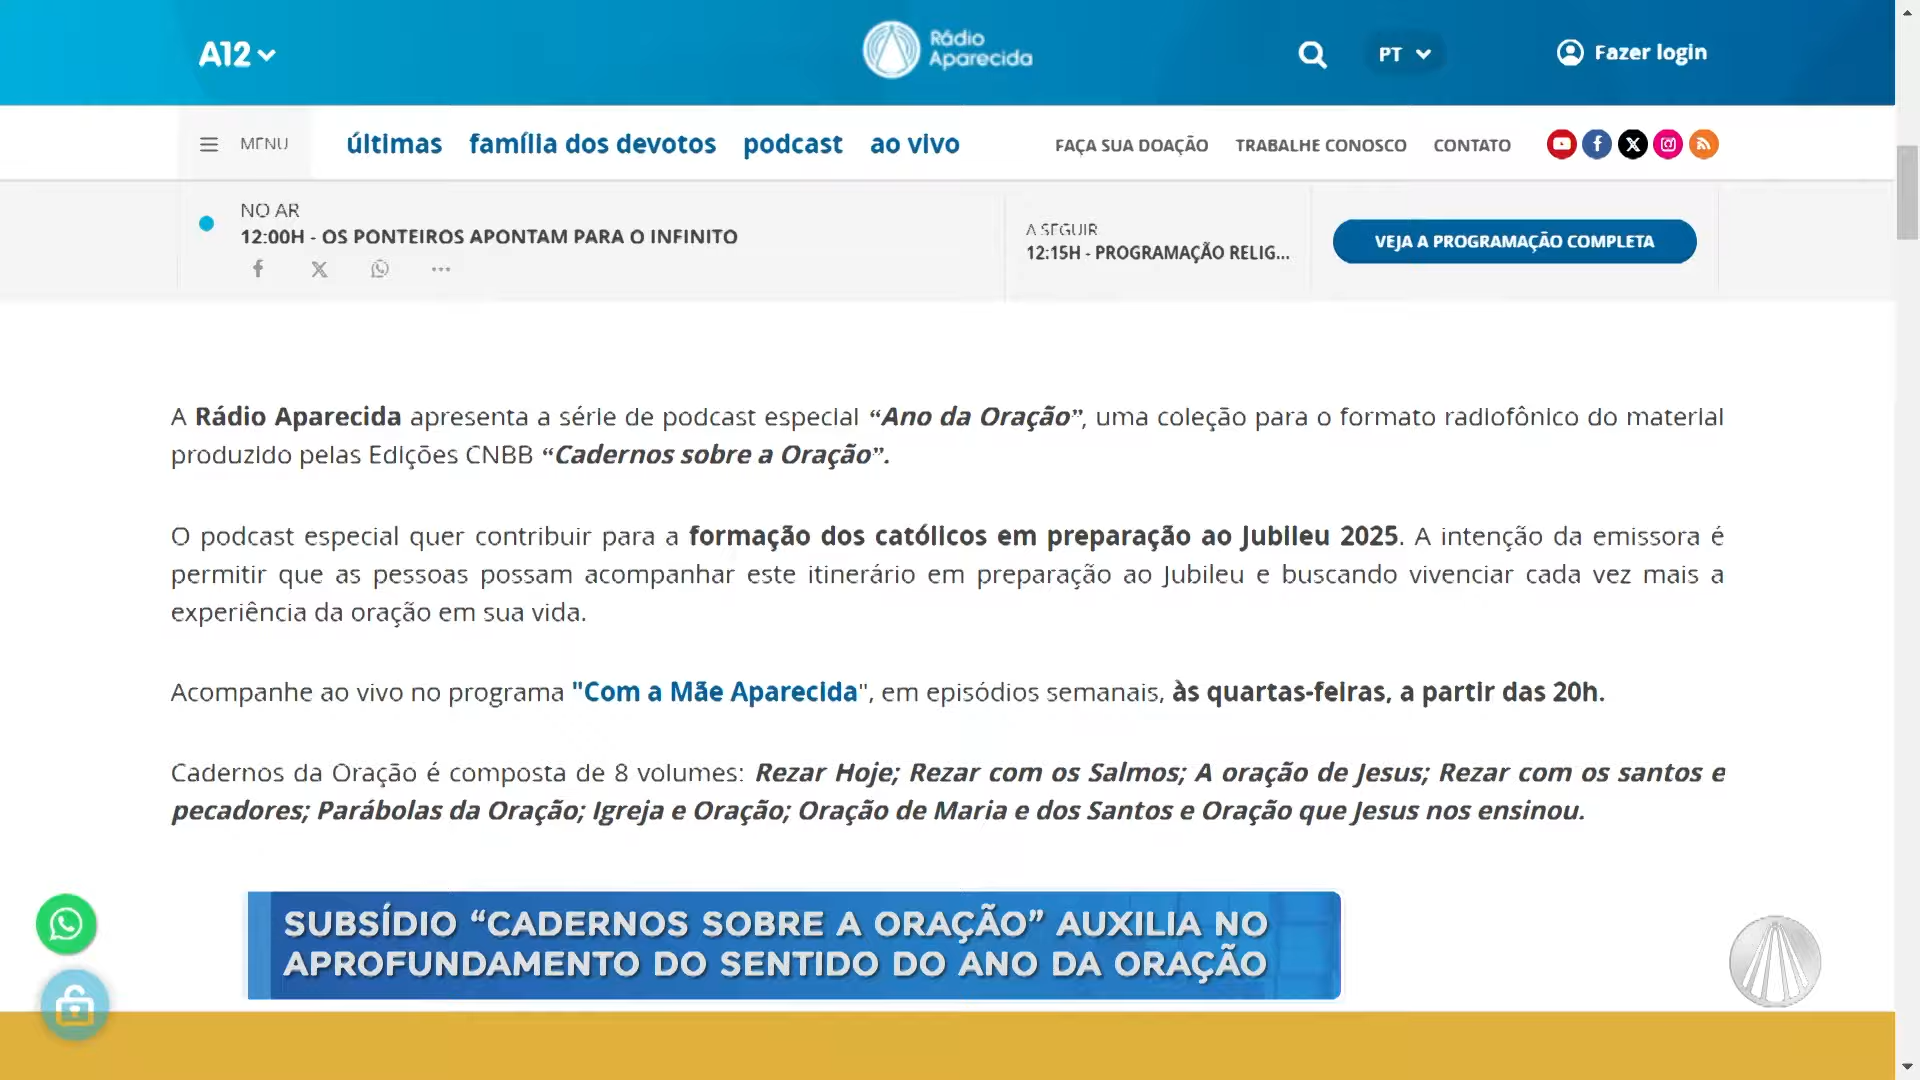 A12
Rádio
Aparecida
PT
Fazer login
MENU
últimas
família dos devotos
podcast
ao vivo
FAÇA SUA DOAÇÃO
TRABALHE CONOSCO
CONTATO
NO AR
12:00H - OS PONTEIROS APONTAM PARA O INFINITO
A SEGUIR
12:15H - PROGRAMAÇÃO RELIG...
VEJA A PROGRAMAÇÃO COMPLETA
A Rádio Aparecida apresenta a série de podcast especial “Ano da Oração”, uma coleção para o formato radiofônico do material
produzido pelas Edições CNBB “Cadernos sobre a Oração”.
O podcast especial quer contribuir para a formação dos católicos em preparação ao Jubileu 2025. A intenção da emissora é
permitir que as pessoas possam acompanhar este itinerário em preparação ao Jubileu e buscando vivenciar cada vez mais a
experiência da oração em sua vida.
Acompanhe ao vivo no programa "Com a Mãe Aparecida", em episódios semanais, às quartas-feiras, a partir das 20h.
Cadernos da Oração é composta de 8 volumes: Rezar Hoje; Rezar com os Salmos; A oração de Jesus; Rezar com os santos e
pecadores; Parábolas da Oração; Igreja e Oração; Oração de Maria e dos Santos e Oração que Jesus nos ensinou.
SUBSÍDIO “CADERNOS SOBRE A ORAÇÃO” AUXILIA NO
APROFUNDAMENTO DO SENTIDO DO ANO DA ORAÇÃO